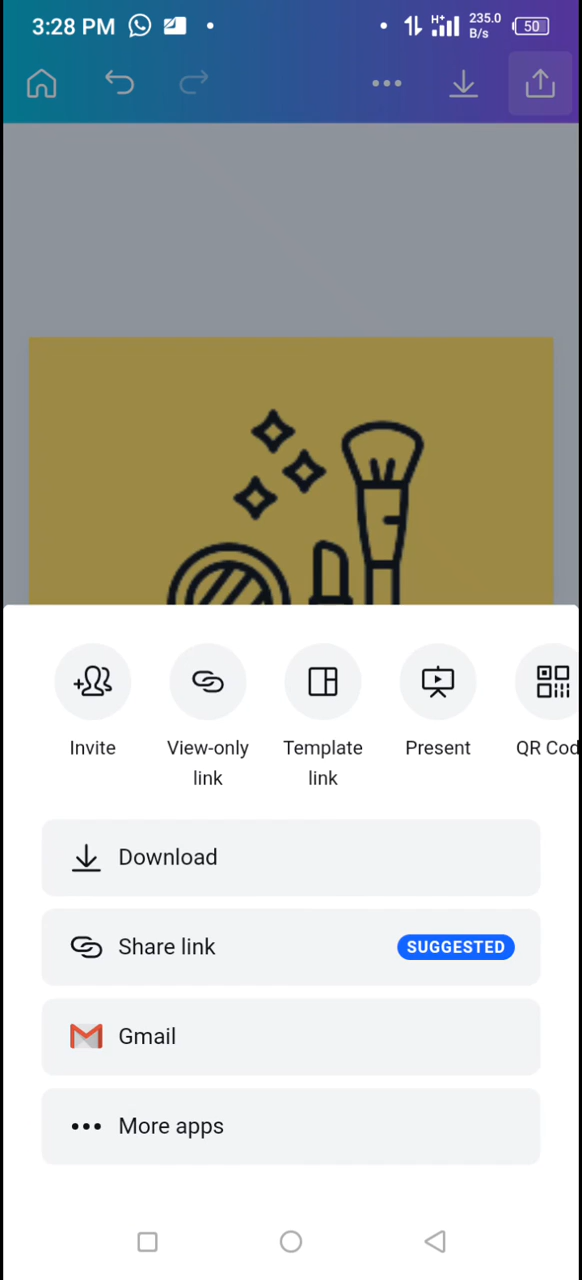 3:28 PM
H+
235.0
B/s
50
Invite
View-only
link
Template
link
Present
QR Cod
Download
Share link
SUGGESTED
Gmail
More apps